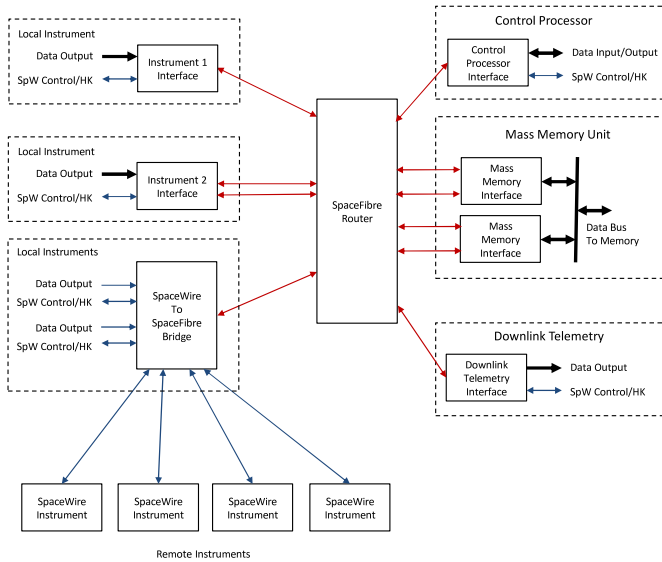 Local Instrument
Data Output
SpW Control/HK
Instrument 1
Interface
Local Instrument
Data Output
SpW Control/HK
Instrument 2
Interface
Local Instruments
Data Output
SpW Control/HK
Data Output
SpW Control/HK
SpaceWire
To
SpaceFibre
Bridge
SpaceFibre
Router
Control Processor
Control
Processor
Interface
Data Input/Output
SpW Control/HK
Mass Memory Unit
Mass
Memory
Interface
Mass
Memory
Interface
Data Bus
To Memory
Downlink Telemetry
Downlink
Telemetry
Interface
Data Output
SpW Control/HK
SpaceWire
Instrument
SpaceWire
Instrument
SpaceWire
Instrument
SpaceWire
Instrument
Remote Instruments